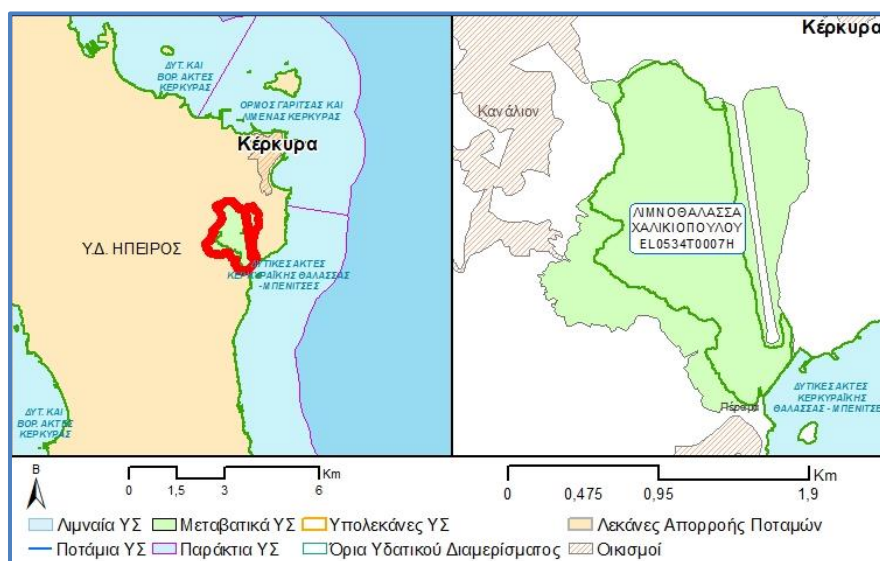 ΔΥΤ. ΚΑΙ
ΒΟΡ. ΑΚΤΕΣ
ΚΕΡΚΥΡΑΣ
ΟΡΜΟΣ ΓΑΡΙΤΣΑΣ ΚΑΙ
ΛΙΜΕΝΑΣ ΚΕΡΚΥΡΑΣ
Κέρκυρα
Υ.Δ. ΗΠΕΙΡΟΣ
ΔΥΤΙΚΕΣ ΑΚΤΕΣ
ΚΕΡΚΥΡΑΪΚΗΣ ΘΑΛΑΣΣΑΣ
- ΜΠΕΝΙΤΣΕΣ
ΔΥΤ. ΚΑΙ
ΒΟΡ. ΑΚΤΕΣ
ΚΕΡΚΥΡΑΣ
Κέρκυρα
Κανάλιον
ΛΙΜΝΟΘΑΛΑΣΣΑ
ΧΑΛΙΚΙΟΠΟΥΛΟΥ
EL0534T0007H
ΔΥΤΙΚΕΣ ΑΚΤΕΣ
ΚΕΡΚΥΡΑΪΚΗΣ
ΘΑΛΑΣΣΑΣ - ΜΠΕΝΙΤΣΕΣ
Πέραμα
Β
Km
0 1,5 3 6
Km
0 0,475 0,95 1,9
Λιμναία ΥΣ Μεταβατικά ΥΣ Υπολεκάνες ΥΣ Λεκάνες Απορροής Ποταμών
Ποτάμια ΥΣ Παράκτια ΥΣ Όρια Υδατικού Διαμερίσματος Οικισμοί